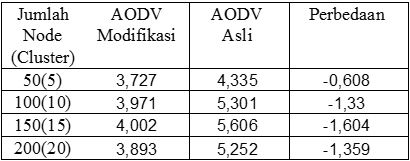 Jumlah Node (Cluster) AODV Modifikasi AODV Asli Perbedaan
50(5) 3,727 4,335 -0,608
100(10) 3,971 5,301 -1,33
150(15) 4,002 5,606 -1,604
200(20) 3,893 5,252 -1,359